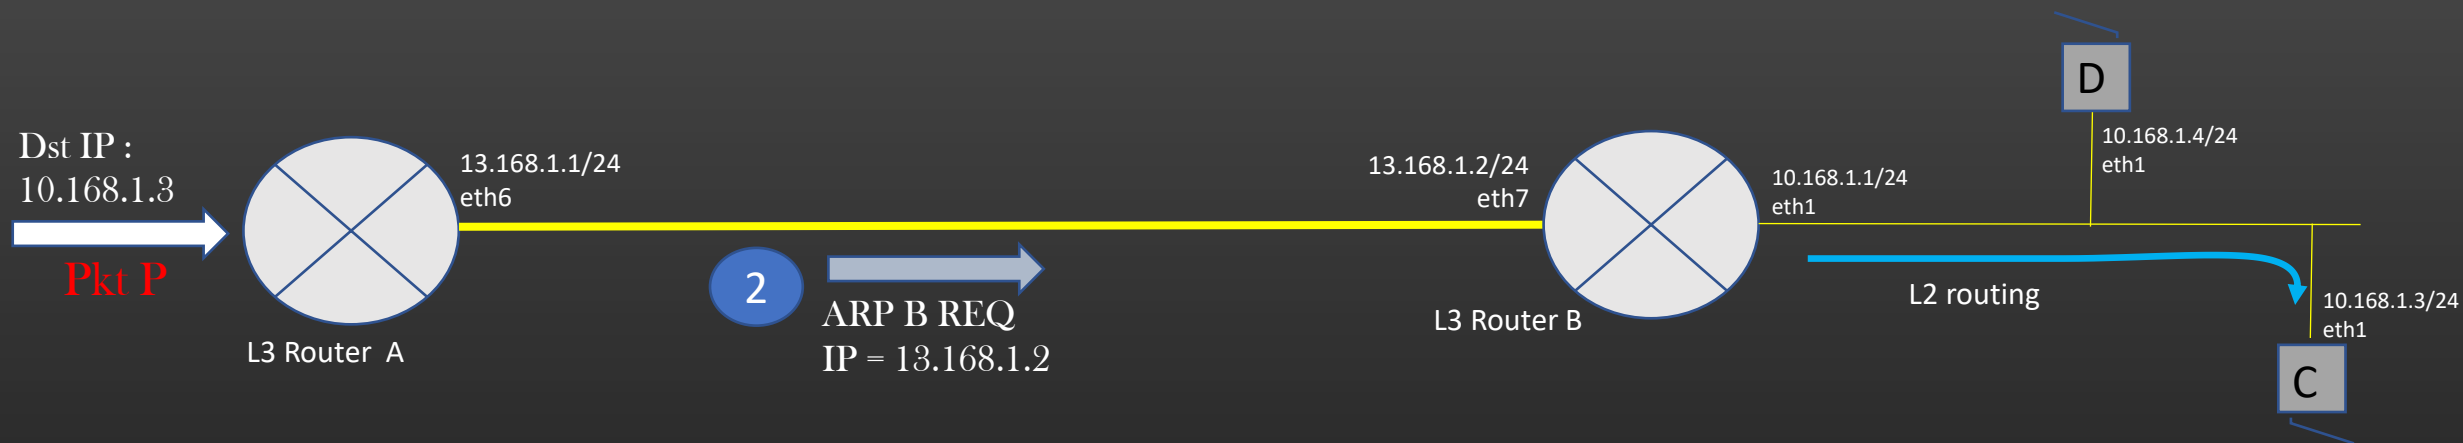 Dst IP :
10.168.1.3
Pkt P
L3 Router A
13.168.1.1/24
eth6
2
ARP B REQ
IP = 13.168.1.2
13.168.1.2/24
eth7
L3 Router B
10.168.1.1/24
eth1
D
10.168.1.4/24
eth1
L2 routing
10.168.1.3/24
eth1
C